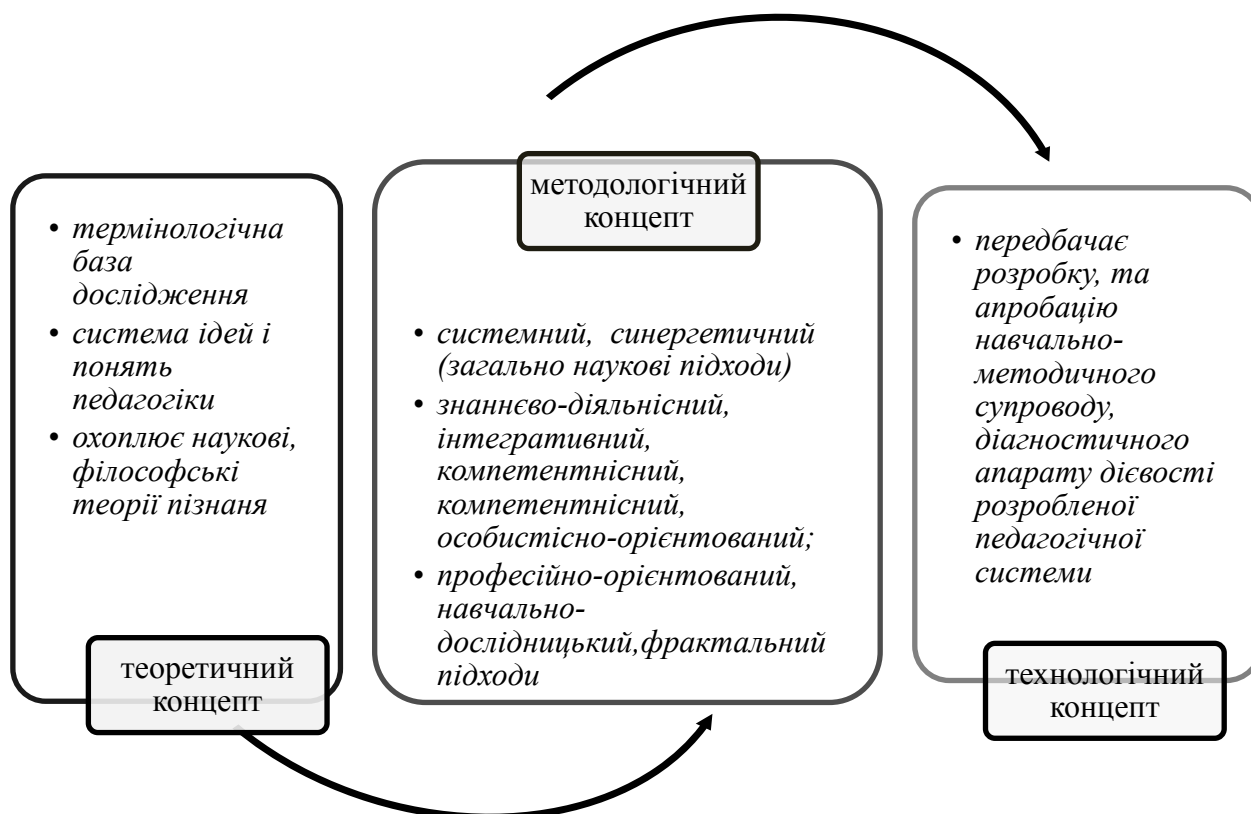 • термінологічна
база
дослідження
• система ідей і
понять
педагогіки
• охоплює наукові,
філософські
теорії пізнаня
теоретичний
концепт
методологічний
концепт
• системний, синергетичний
(загально наукові підходи)
• знаннєво-діяльнісний,
інтегративний,
компетентнісний,
компетентнісний,
особистісно-орієнтований;
• професійно-орієнтований,
навчально-
дослідницький,фрактальний
підходи
• передбачає
розробку, та
апробацію
навчально-
методичного
супроводу,
діагностичного
апарату дієвості
розробленої
педагогічної
системи
технологічний
концепт